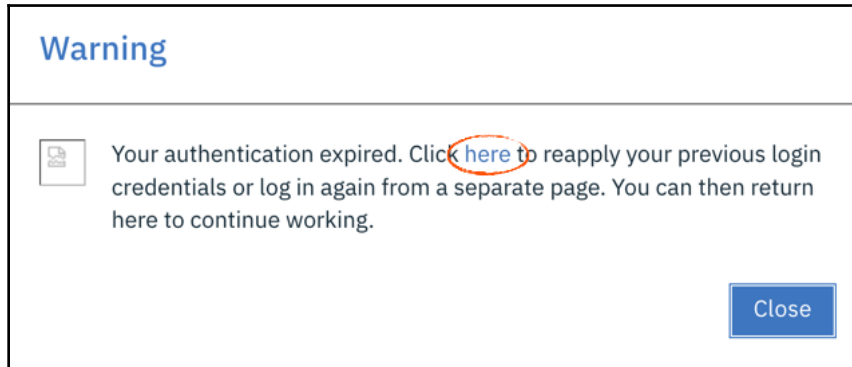 Warning
Your authentication expired. Click here to reapply your previous login
credentials or log in again from a separate page. You can then return
here to continue working.
Close